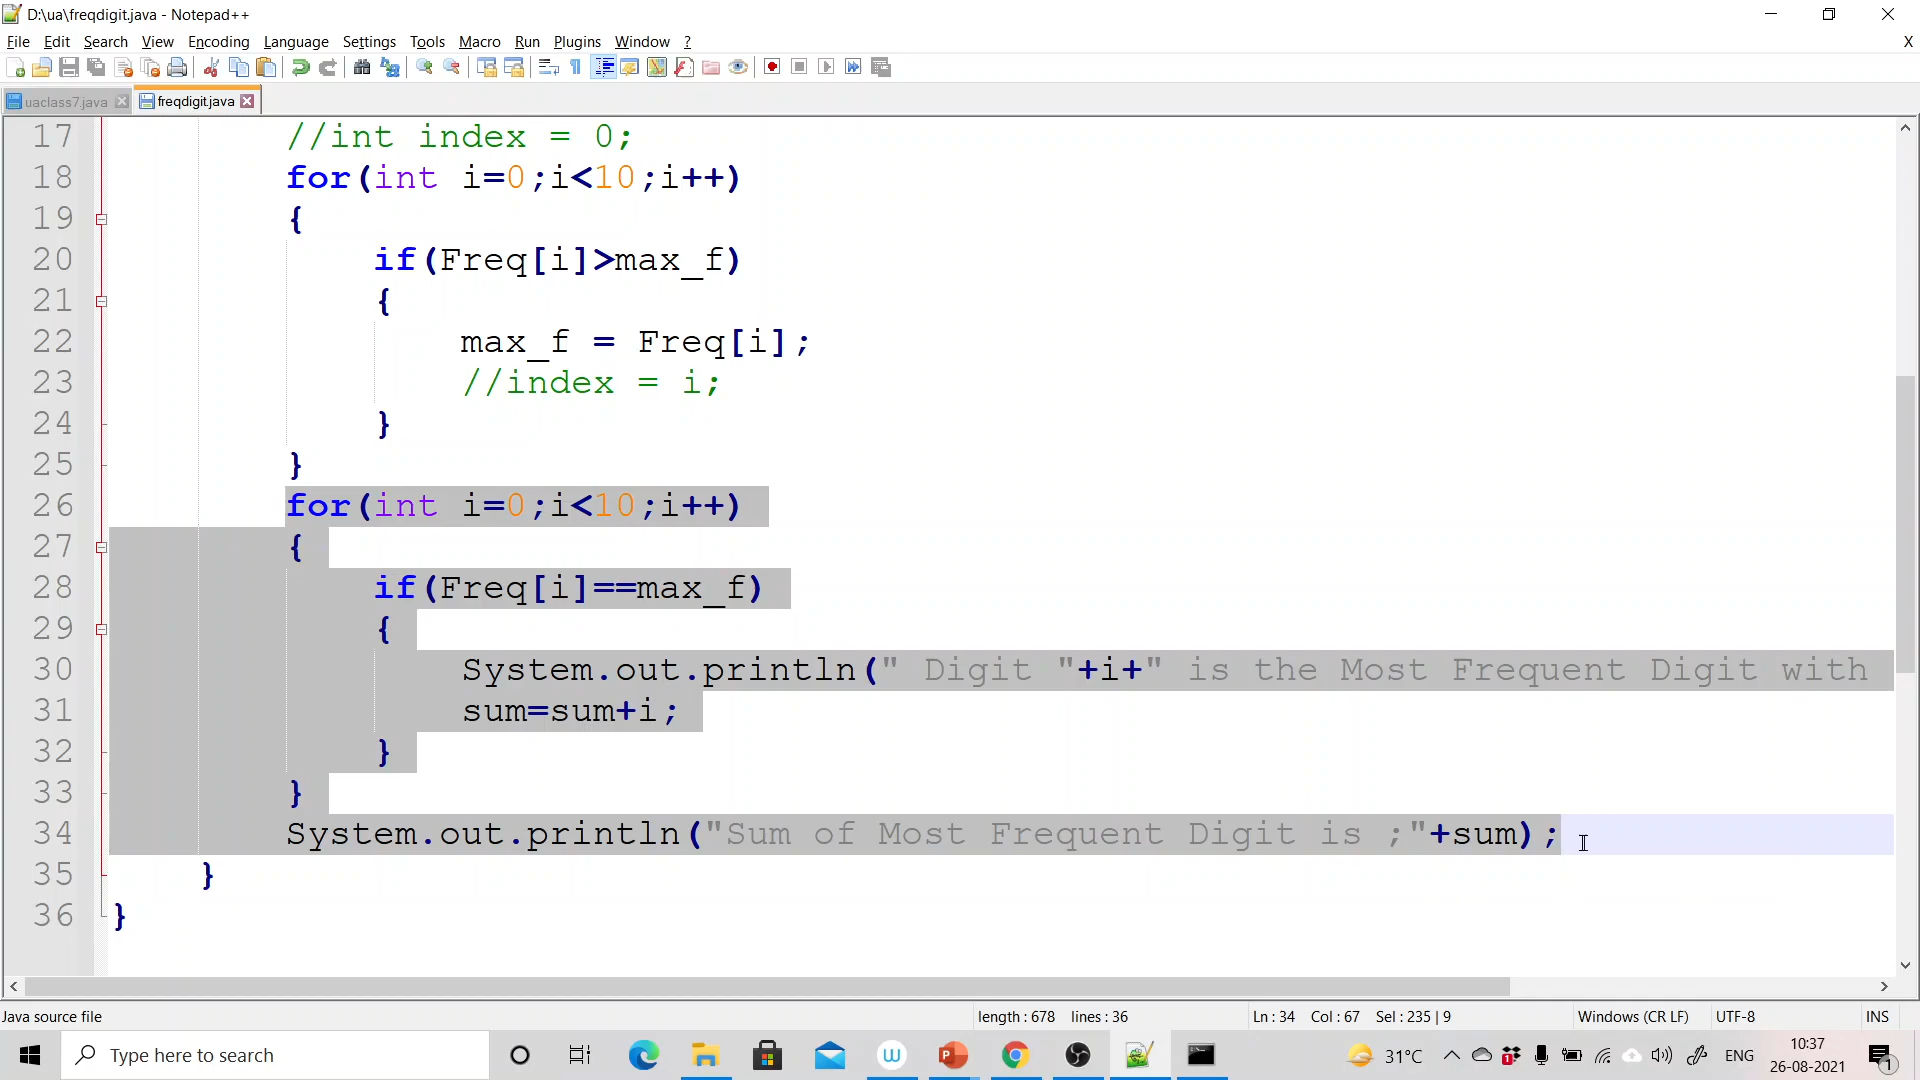 D:\ua\freqdigit.java - Notepad++
File Edit Search View Encoding Language Settings Tools Macro Run Plugins Window ? X
uaclass7.java freqdigit.java
17 //int index = 0;
18 for(int i=0;i<10;i++)
19 {
20 if(Freq[i]>max_f)
21 {
22 max_f = Freq[i];
23 //index = i;
24 }
25 }
26 for(int i=0;i<10;i++)
27 {
28 if(Freq[i]==max_f)
29 {
30 System.out.println(" Digit "+i+" is the Most Frequent Digit with
31 sum=sum+i;
32 }
33 }
34 System.out.println("Sum of Most Frequent Digit is ;"+sum);
35 }
36 }
Java source file length : 678 lines : 36 Ln : 34 Col : 67 Sel : 235 | 9 Windows (CR LF) UTF-8 INS
Type here to search 31°C ENG 10:37
26-08-2021 1